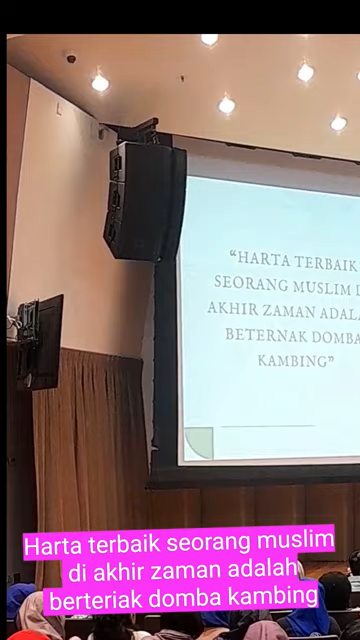 “HARTA TERBAIK
SEORANG MUSLIM
AKHIR ZAMAN ADALA
BETERNAK DOMBA
KAMBING”
Harta terbaik seorang muslim
di akhir zaman adalah
berteriak domba kambing